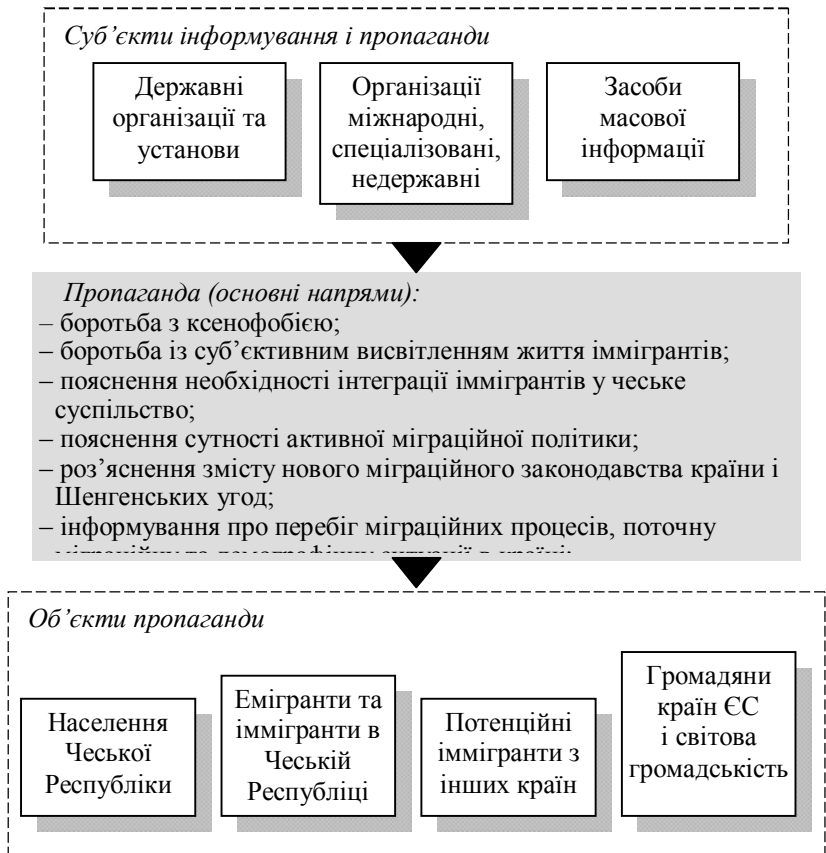 Суб’єкти інформування і пропаганди
Державні
організації та
установи
Організації
міжнародні,
спеціалізовані,
недержавні
Засоби
масової
інформації
Пропаганда (основні напрями):
– боротьба з ксенофобією;
– боротьба із суб’єктивним висвітленням життя іммігрантів;
– пояснення необхідності інтеграції іммігрантів у чеське
суспільство;
– пояснення сутності активної міграційної політики;
– роз’яснення змісту нового міграційного законодавства країни і
Шенгенських угод;
– інформування про перебіг міграційних процесів, поточну
Об’єкти пропаганди
Населення
Чеської
Республіки
Емігранти та
іммігранти в
Чеській
Республіці
Потенційні
іммігранти з
інших країн
Громадяни
країн ЄС
і світова
громадськість